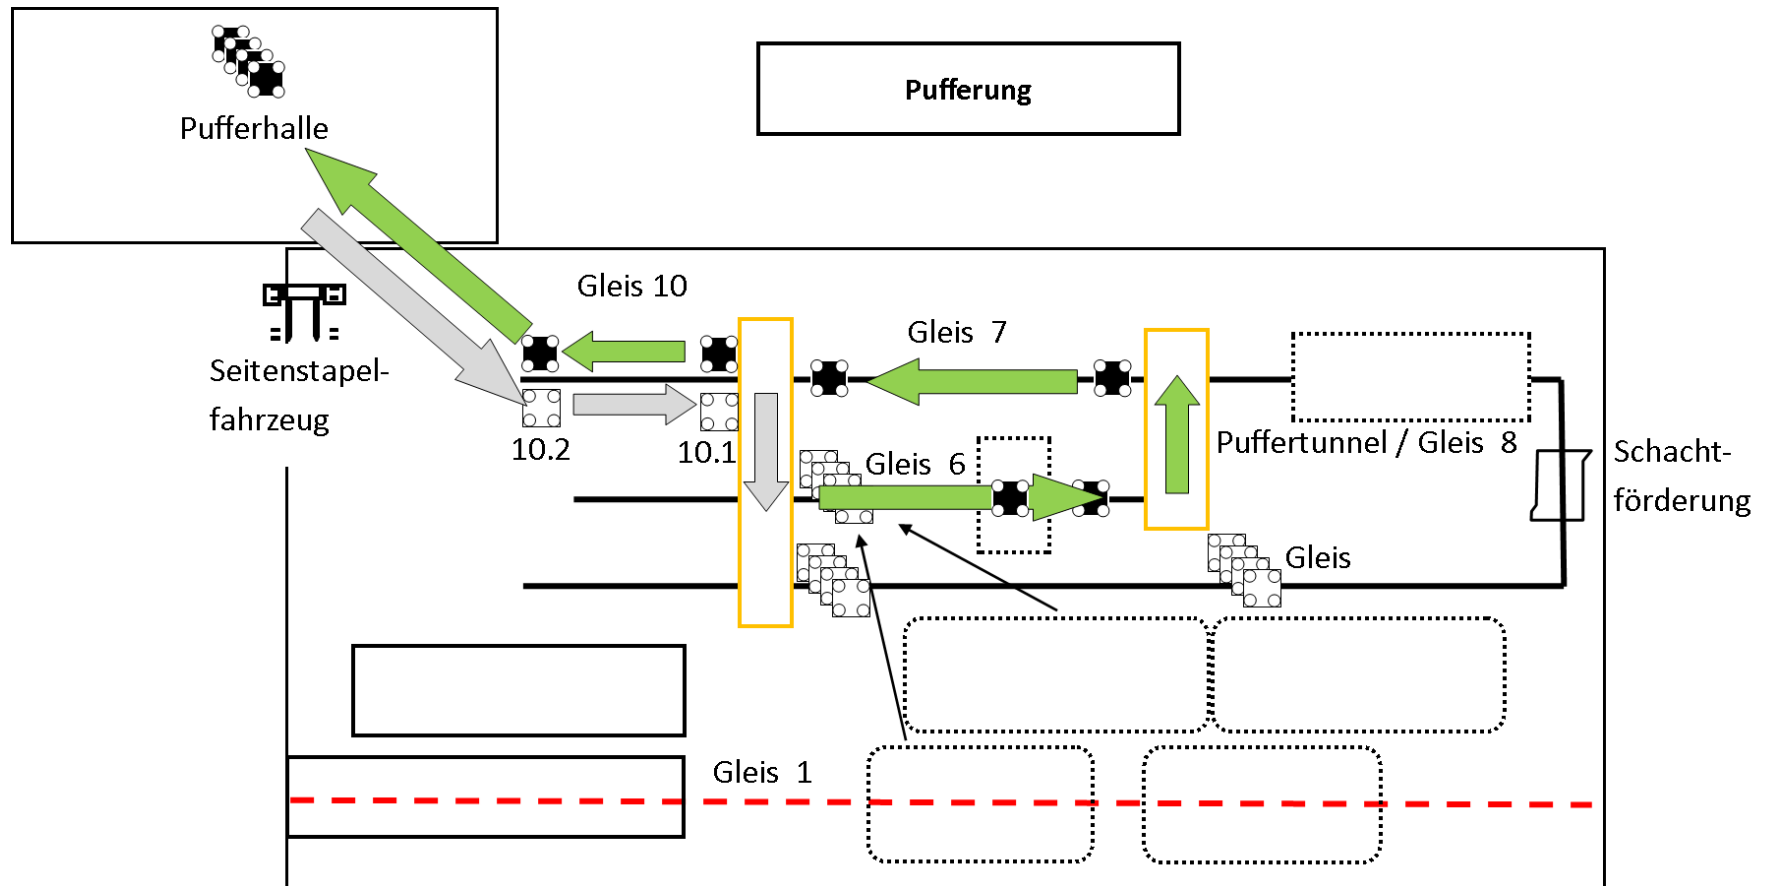 Pufferung
Pufferhalle
Gleis 10
Gleis 7
Seitenstapel-
fahrzeug
10.2
10.1
Gleis 6
Puffertunnel / Gleis 8
Schacht-
förderung
Gleis
Gleis 1